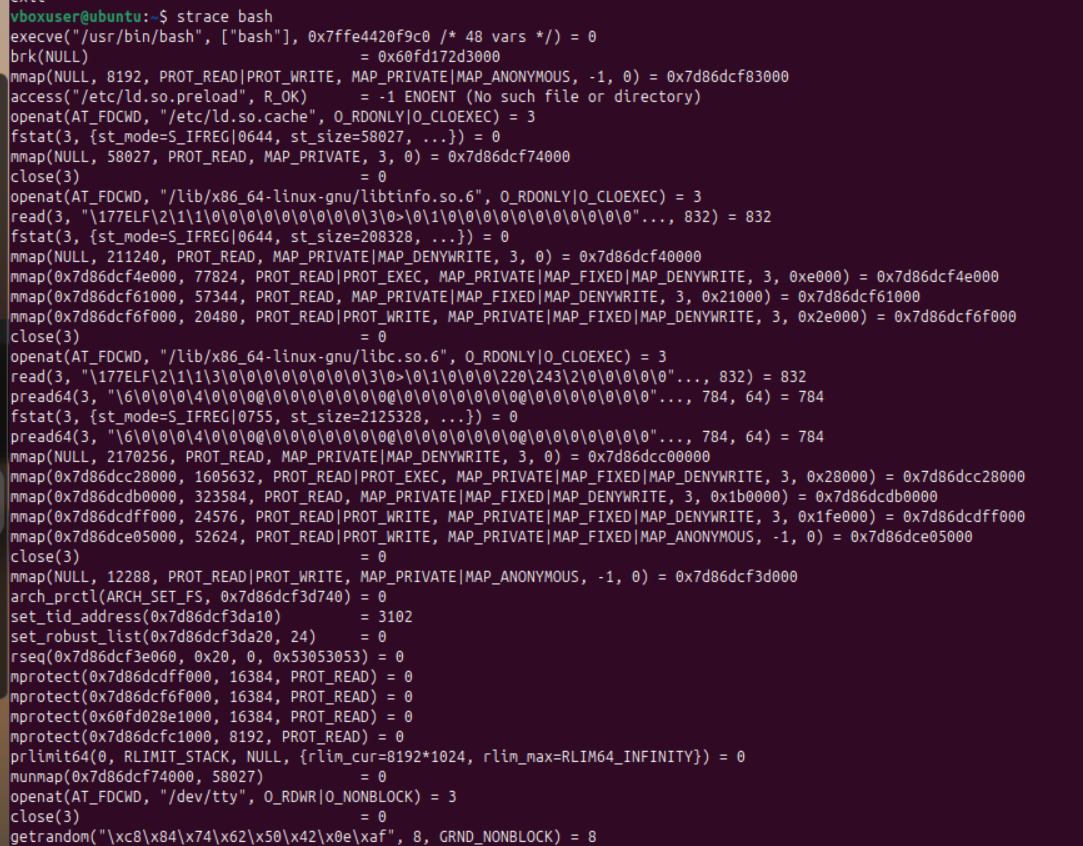 vboxuser@ubuntu:~$ strace bash
execve("/usr/bin/bash", ["bash"], 0x7ffe4420f9c0 /* 48 vars */) = 0
brk(NULL)                               = 0x60fd172d3000
mmap(NULL, 8192, PROT_READ|PROT_WRITE, MAP_PRIVATE|MAP_ANONYMOUS, -1, 0) = 0x7d86dcf83000
access("/etc/ld.so.preload", R_OK)      = -1 ENOENT (No such file or directory)
openat(AT_FDCWD, "/etc/ld.so.cache", O_RDONLY|O_CLOEXEC) = 3
fstat(3, {st_mode=S_IFREG|0644, st_size=58027, ...}) = 0
mmap(NULL, 58027, PROT_READ, MAP_PRIVATE, 3, 0) = 0x7d86dcf74000
close(3)                                = 0
openat(AT_FDCWD, "/lib/x86_64-linux-gnu/libtinfo.so.6", O_RDONLY|O_CLOEXEC) = 3
read(3, "\177ELF\2\1\1\0\0\0\0\0\0\0\0\0\3\0>\0\1\0\0\0\0\0\0\0\0\0\0\0"..., 832) = 832
fstat(3, {st_mode=S_IFREG|0644, st_size=208328, ...}) = 0
mmap(NULL, 211240, PROT_READ, MAP_PRIVATE|MAP_DENYWRITE, 3, 0) = 0x7d86dcf40000
mmap(0x7d86dcf4e000, 77824, PROT_READ|PROT_EXEC, MAP_PRIVATE|MAP_FIXED|MAP_DENYWRITE, 3, 0xe000) = 0x7d86dcf4e000
mmap(0x7d86dcf61000, 57344, PROT_READ, MAP_PRIVATE|MAP_FIXED|MAP_DENYWRITE, 3, 0x21000) = 0x7d86dcf61000
mmap(0x7d86dcf6f000, 20480, PROT_READ|PROT_WRITE, MAP_PRIVATE|MAP_FIXED|MAP_DENYWRITE, 3, 0x2e000) = 0x7d86dcf6f000
close(3)                                = 0
openat(AT_FDCWD, "/lib/x86_64-linux-gnu/libc.so.6", O_RDONLY|O_CLOEXEC) = 3
read(3, "\177ELF\2\1\1\3\0\0\0\0\0\0\0\0\3\0>\0\1\0\0\0\220\243\2\0\0\0\0\0"..., 832) = 832
pread64(3, "\6\0\0\0\4\0\0\0@\0\0\0\0\0\0\0@\0\0\0\0\0\0\0@\0\0\0\0\0\0\0"..., 784, 64) = 784
fstat(3, {st_mode=S_IFREG|0755, st_size=2125328, ...}) = 0
pread64(3, "\6\0\0\0\4\0\0\0@\0\0\0\0\0\0\0@\0\0\0\0\0\0\0@\0\0\0\0\0\0\0"..., 784, 64) = 784
mmap(NULL, 2170256, PROT_READ, MAP_PRIVATE|MAP_DENYWRITE, 3, 0) = 0x7d86dcc00000
mmap(0x7d86dcc28000, 1605632, PROT_READ|PROT_EXEC, MAP_PRIVATE|MAP_FIXED|MAP_DENYWRITE, 3, 0x28000) = 0x7d86dcc28000
mmap(0x7d86dcdb0000, 323584, PROT_READ, MAP_PRIVATE|MAP_FIXED|MAP_DENYWRITE, 3, 0x1b0000) = 0x7d86dcdb0000
mmap(0x7d86dcdff000, 24576, PROT_READ|PROT_WRITE, MAP_PRIVATE|MAP_FIXED|MAP_DENYWRITE, 3, 0x1fe000) = 0x7d86dcdff000
mmap(0x7d86dce05000, 52624, PROT_READ|PROT_WRITE, MAP_PRIVATE|MAP_FIXED|MAP_ANONYMOUS, -1, 0) = 0x7d86dce05000
close(3)                                = 0
mmap(NULL, 12288, PROT_READ|PROT_WRITE, MAP_PRIVATE|MAP_ANONYMOUS, -1, 0) = 0x7d86dcf3d000
arch_prctl(ARCH_SET_FS, 0x7d86dcf3d740) = 0
set_tid_address(0x7d86dcf3da10)         = 3102
set_robust_list(0x7d86dcf3da20, 24)     = 0
rseq(0x7d86dcf3e060, 0x20, 0, 0x53053053) = 0
mprotect(0x7d86dcdff000, 16384, PROT_READ) = 0
mprotect(0x7d86dcf6f000, 16384, PROT_READ) = 0
mprotect(0x60fd028e1000, 16384, PROT_READ) = 0
mprotect(0x7d86dcfc1000, 8192, PROT_READ) = 0
prlimit64(0, RLIMIT_STACK, NULL, {rlim_cur=8192*1024, rlim_max=RLIM64_INFINITY}) = 0
munmap(0x7d86dcf74000, 58027)           = 0
openat(AT_FDCWD, "/dev/tty", O_RDWR|O_NONBLOCK) = 3
close(3)                                = 0
getrandom("\xc8\x84\x74\x62\x50\x42\x0e\xaf", 8, GRND_NONBLOCK) = 8